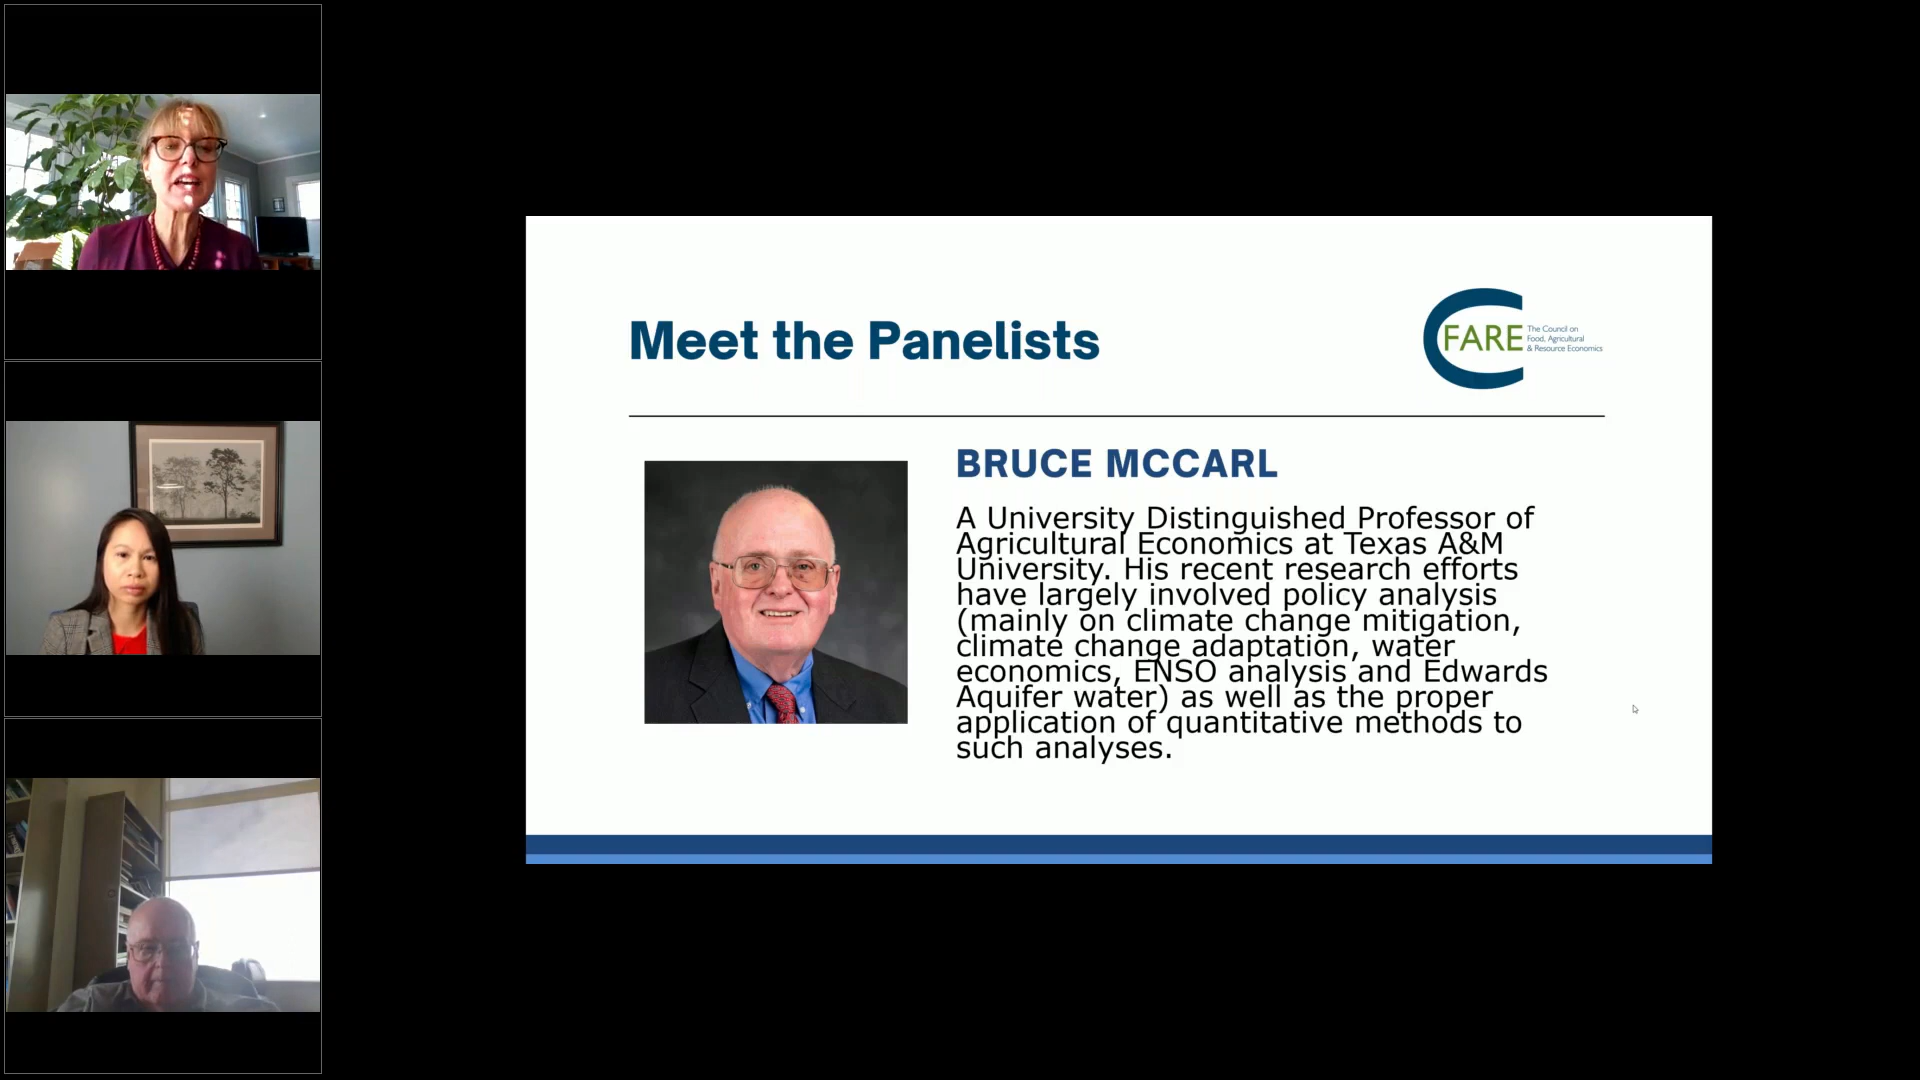 Meet the Panelists
FARE
The Council on
Food, Agricultural
& Resource Economics
BRUCE MCCARL
A University Distinguished Professor of
Agricultural Economics at Texas A&M
University. His recent research efforts
have largely involved policy analysis
(mainly on climate change mitigation,
climate change adaptation, water
economics, ENSO analysis and Edwards
Aquifer water) as well as the proper
application of quantitative methods to
such analyses.